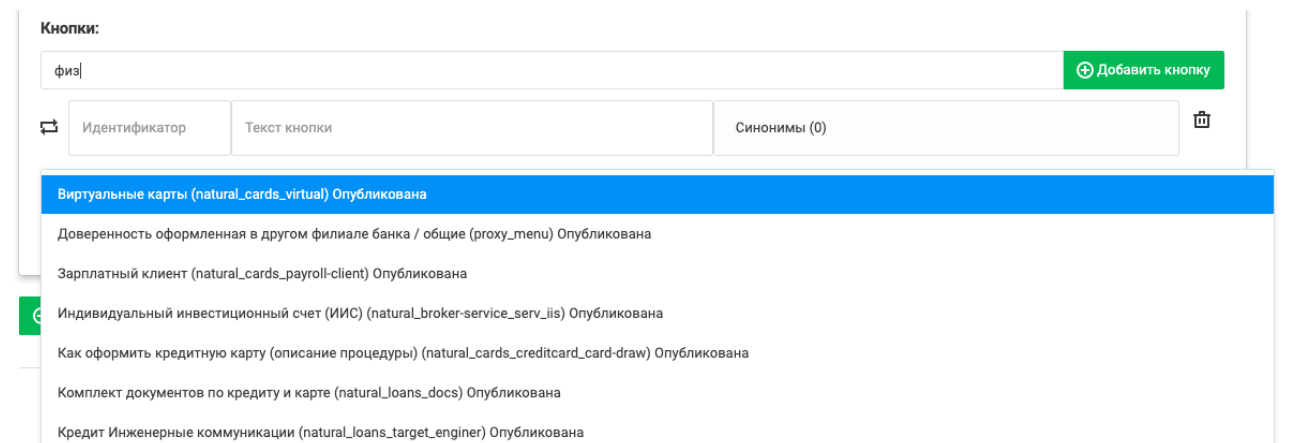 Кнопки:
физ
Добавить кнопку
Идентификатор
Текст кнопки
Синонимы (0)
Виртуальные карты (natural_cards_virtual) Опубликована
Доверенность оформленная в другом филиале банка / общие (proxy_menu) Опубликована
Зарплатный клиент (natural_cards_payroll-client) Опубликована
Индивидуальный инвестиционный счет (ИИС) (natural_broker-service_serv_iis) Опубликована
Как оформить кредитную карту (описание процедуры) (natural_cards_creditcard_card-draw) Опубликована
Комплект документов по кредиту и карте (natural_loans_docs) Опубликована
Кредит Инженерные коммуникации (natural_loans_target_enginer) Опубликована